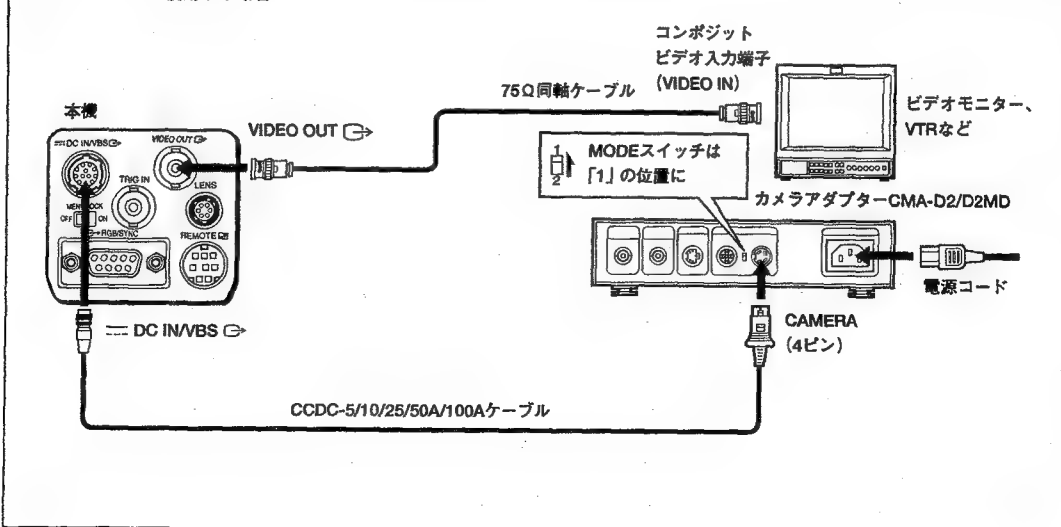 コンポジット
ビデオ入力端子
(VIDEO IN)
75Ω同軸ケーブル
本機
VIDEO OUT
ビデオモニター、
VTRなど
DC IN/VBS
VIDEO OUT
TRIG IN
LENS
OFF
ON
RGB/SYNC
REMOTE
1
2
MODEスイッチは
「1」の位置に
カメラアダプターCMA-D2/D2MD
電源コード
DC IN/VBS
CAMERA
(4ピン)
CCDC-5/10/25/50A/100Aケーブル